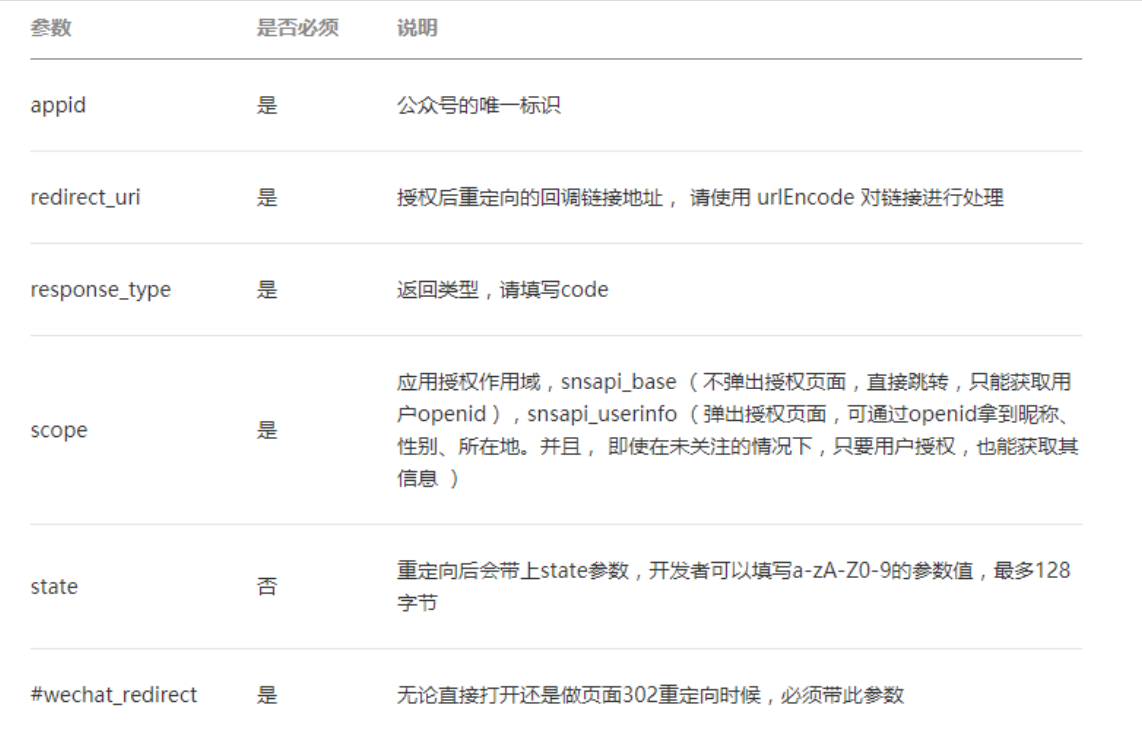 参数 是否必须 说明
appid 是 公众号的唯一标识
redirect_uri 是 授权后重定向的回调链接地址， 请使用 urlEncode 对链接进行处理
response_type 是 返回类型，请填写code
scope 是 应用授权作用域，snsapi_base （不弹出授权页面，直接跳转，只能获取用
户openid），snsapi_userinfo （弹出授权页面，可通过openid拿到昵称、
性别、所在地。并且， 即使在未关注的情况下，只要用户授权，也能获取其
信息 ）
state 否 重定向后会带上state参数，开发者可以填写a-zA-Z0-9的参数值，最多128
字节
#wechat_redirect 是 无论直接打开还是做页面302重定向时候，必须带此参数